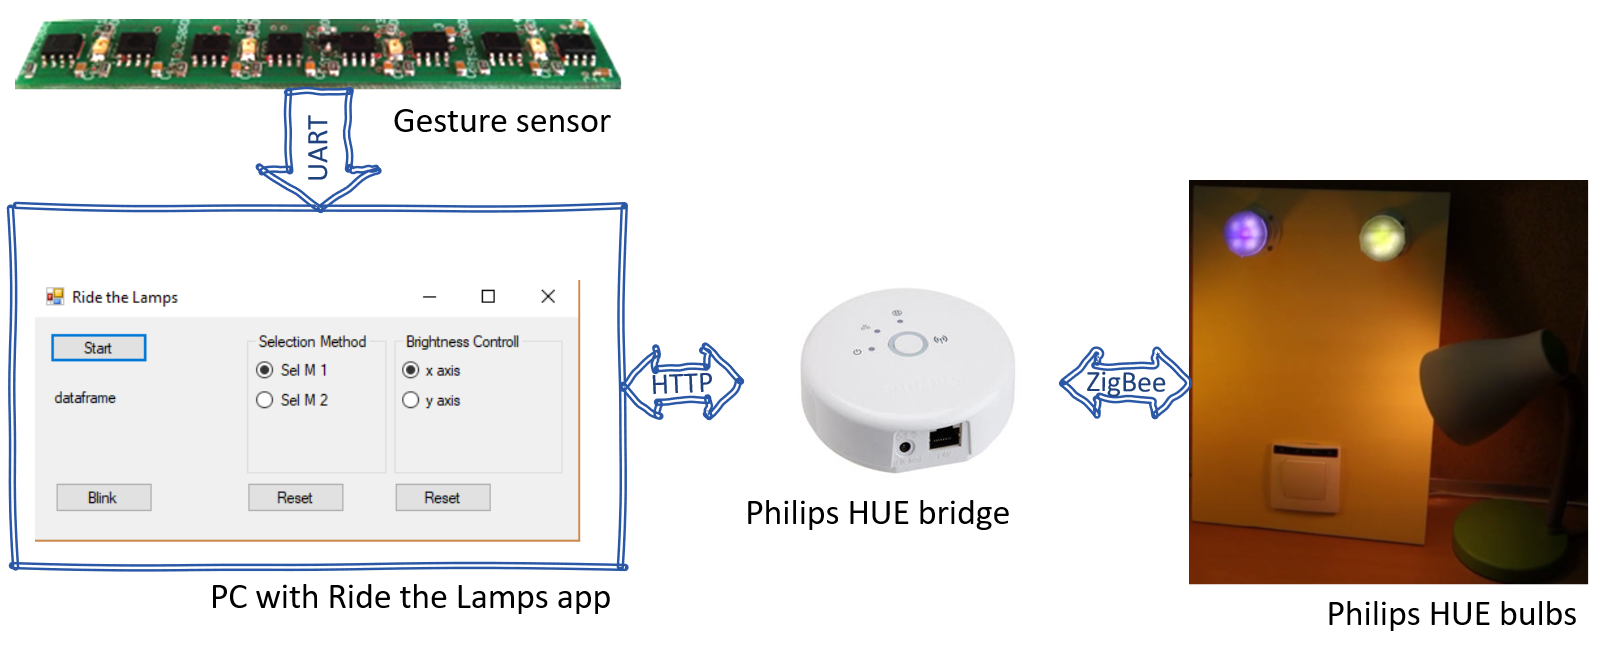 Gesture sensor
UART
Ride the Lamps
Start
dataframe
Blink
Selection Method
Sel M 1
Sel M 2
Reset
Brightness Controll
x axis
y axis
Reset
PC with Ride the Lamps app
HTTP
Philips HUE bridge
ZigBee
Philips HUE bulbs